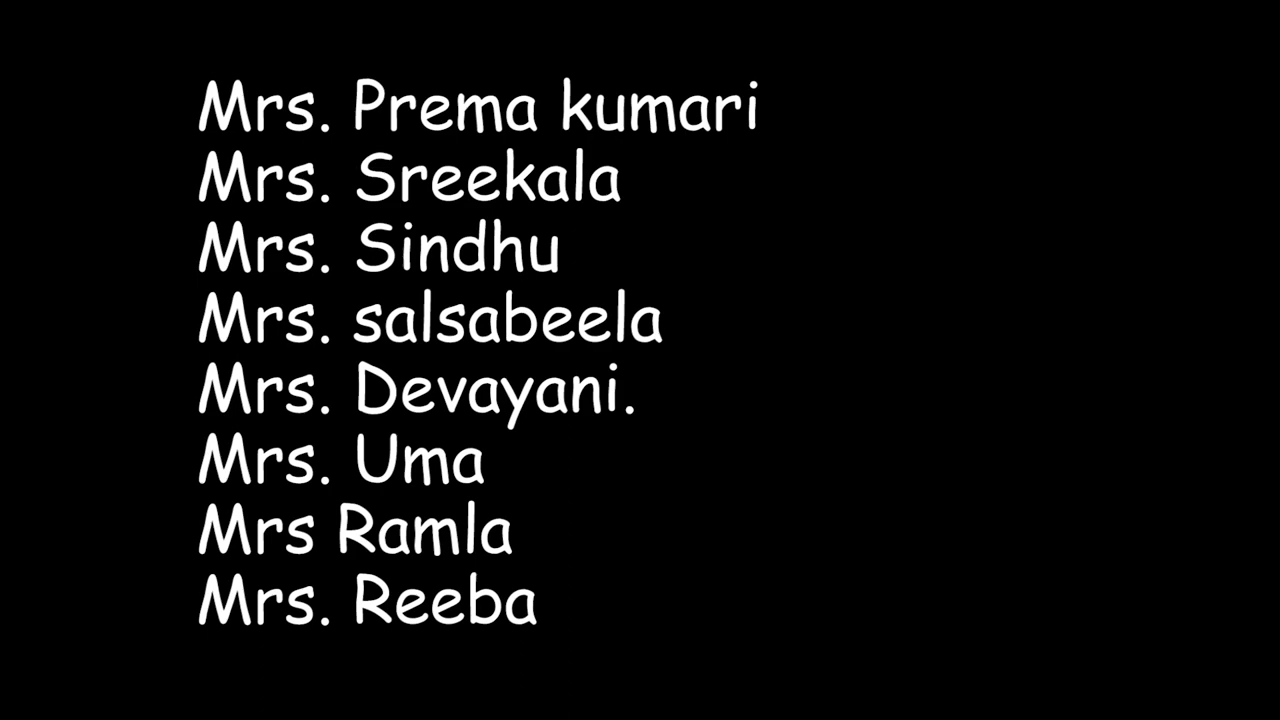 Mrs. Prema kumari
Mrs. Sreekala
Mrs. Sindhu
Mrs. salsabeela
Mrs. Devayani.
Mrs. Uma
Mrs Ramla
Mrs. Reeba